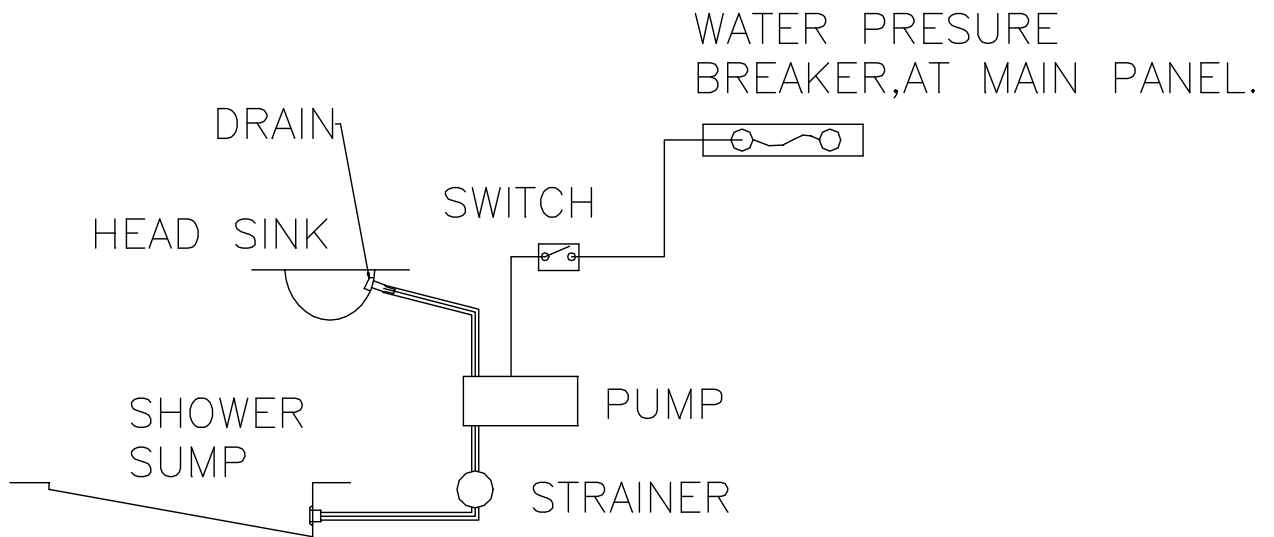 WATER PRESURE
BREAKER,AT MAIN PANEL.
DRAIN
SWITCH
HEAD SINK
SHOWER
SUMP
PUMP
STRAINER